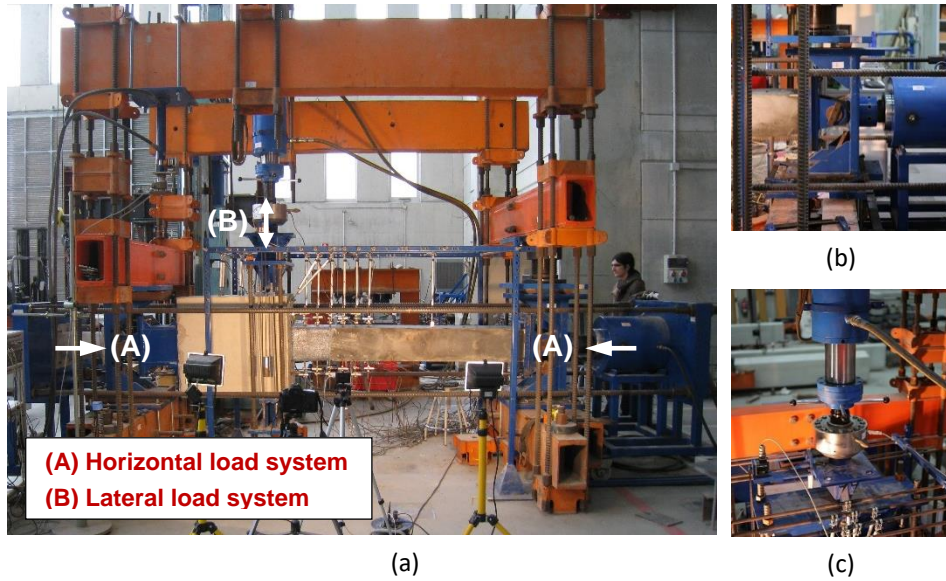 (B)
(A)
(A)
(A) Horizontal load system
(B) Lateral load system
(a)
(b)
(c)